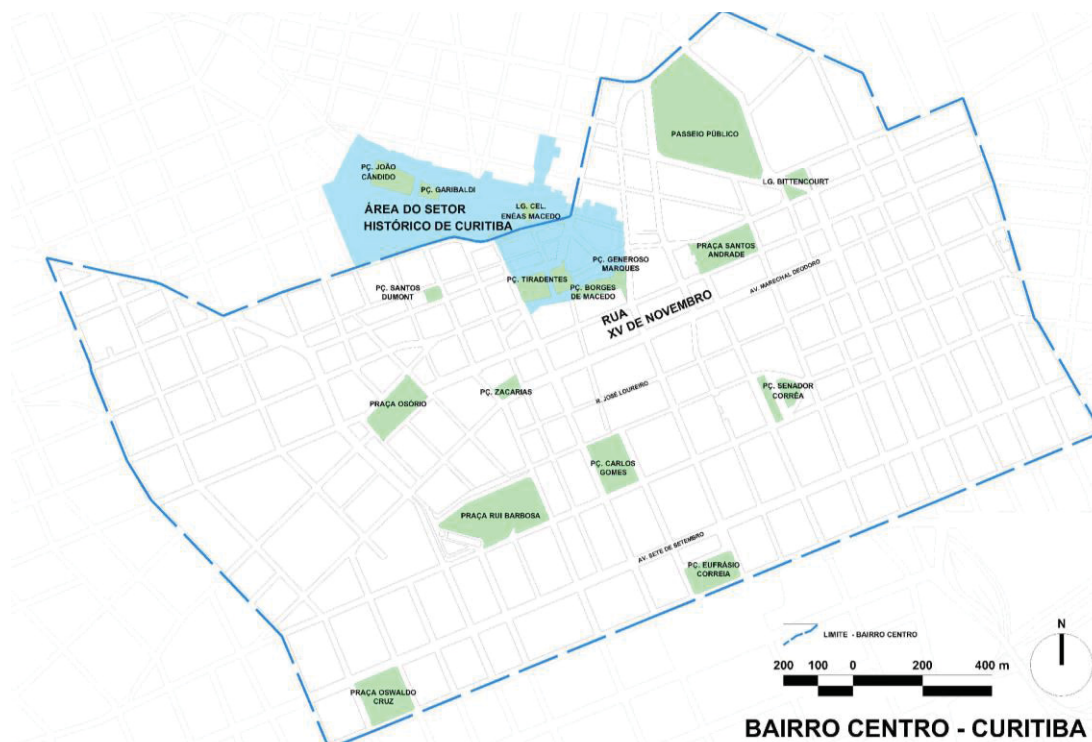 PASSEIO PÚBLICO
PÇ. JOÃO
CÂNDIDO
PÇ. GARIBALDI
LG. BITTENCOURT
ÁREA DO SETOR
HISTÓRICO DE CURITIBA
LG. CEL.
ENÉAS MACEDO
PRAÇA SANTOS
ANDRADE
PÇ. GENEROSO
MARQUES
PÇ. TIRADENTES
PÇ. BORGES
DE MACEDO
PÇ. SANTOS
DUMONT
AV. MARECHAL DEODORO
RUA
XV DE NOVEMBRO
PÇ. ZACARIAS
R. JOSÉ LOUREIRO
PÇ. SENADOR
CORRÊA
PRAÇA OSÓRIO
PÇ. CARLOS
GOMES
PRAÇA RUI BARBOSA
AV. SETE DE SETEMBRO
PÇ. EUFRÁSIO
CORREIA
PRAÇA OSWALDO
CRUZ
LIMITE - BAIRRO CENTRO
N
200 100 0 200 400 m
BAIRRO CENTRO - CURITIBA